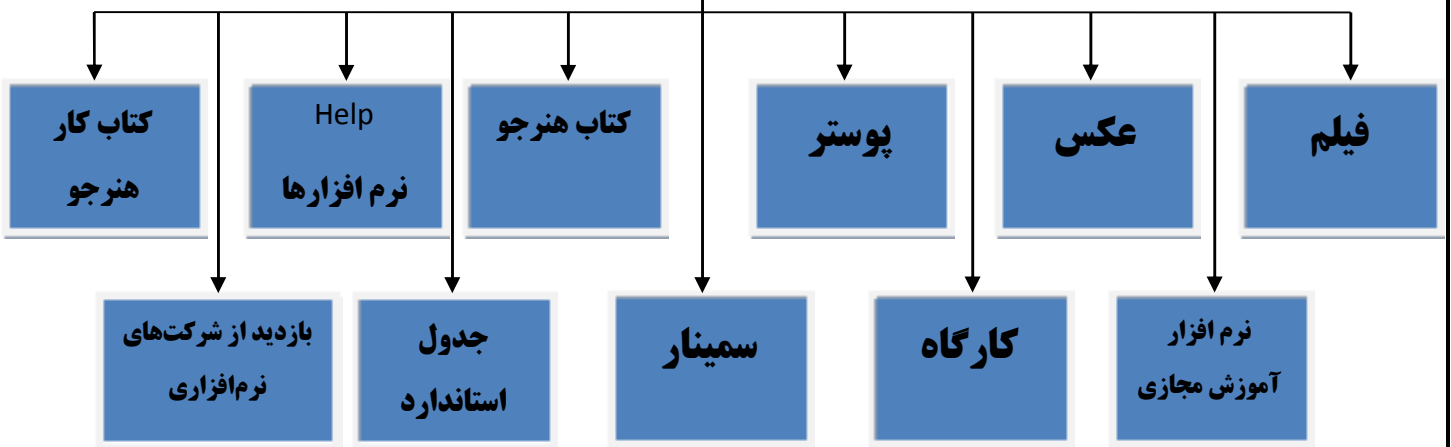 فیلم
عکس
پوستر
کتاب هنرجو
Help
نرم افزارها
کتاب کار
هنرجو
نرم افزار
آموزش مجازی
کارگاه
سمینار
جدول
استاندارد
بازدید از شرکت‌های
نرم‌افزاری